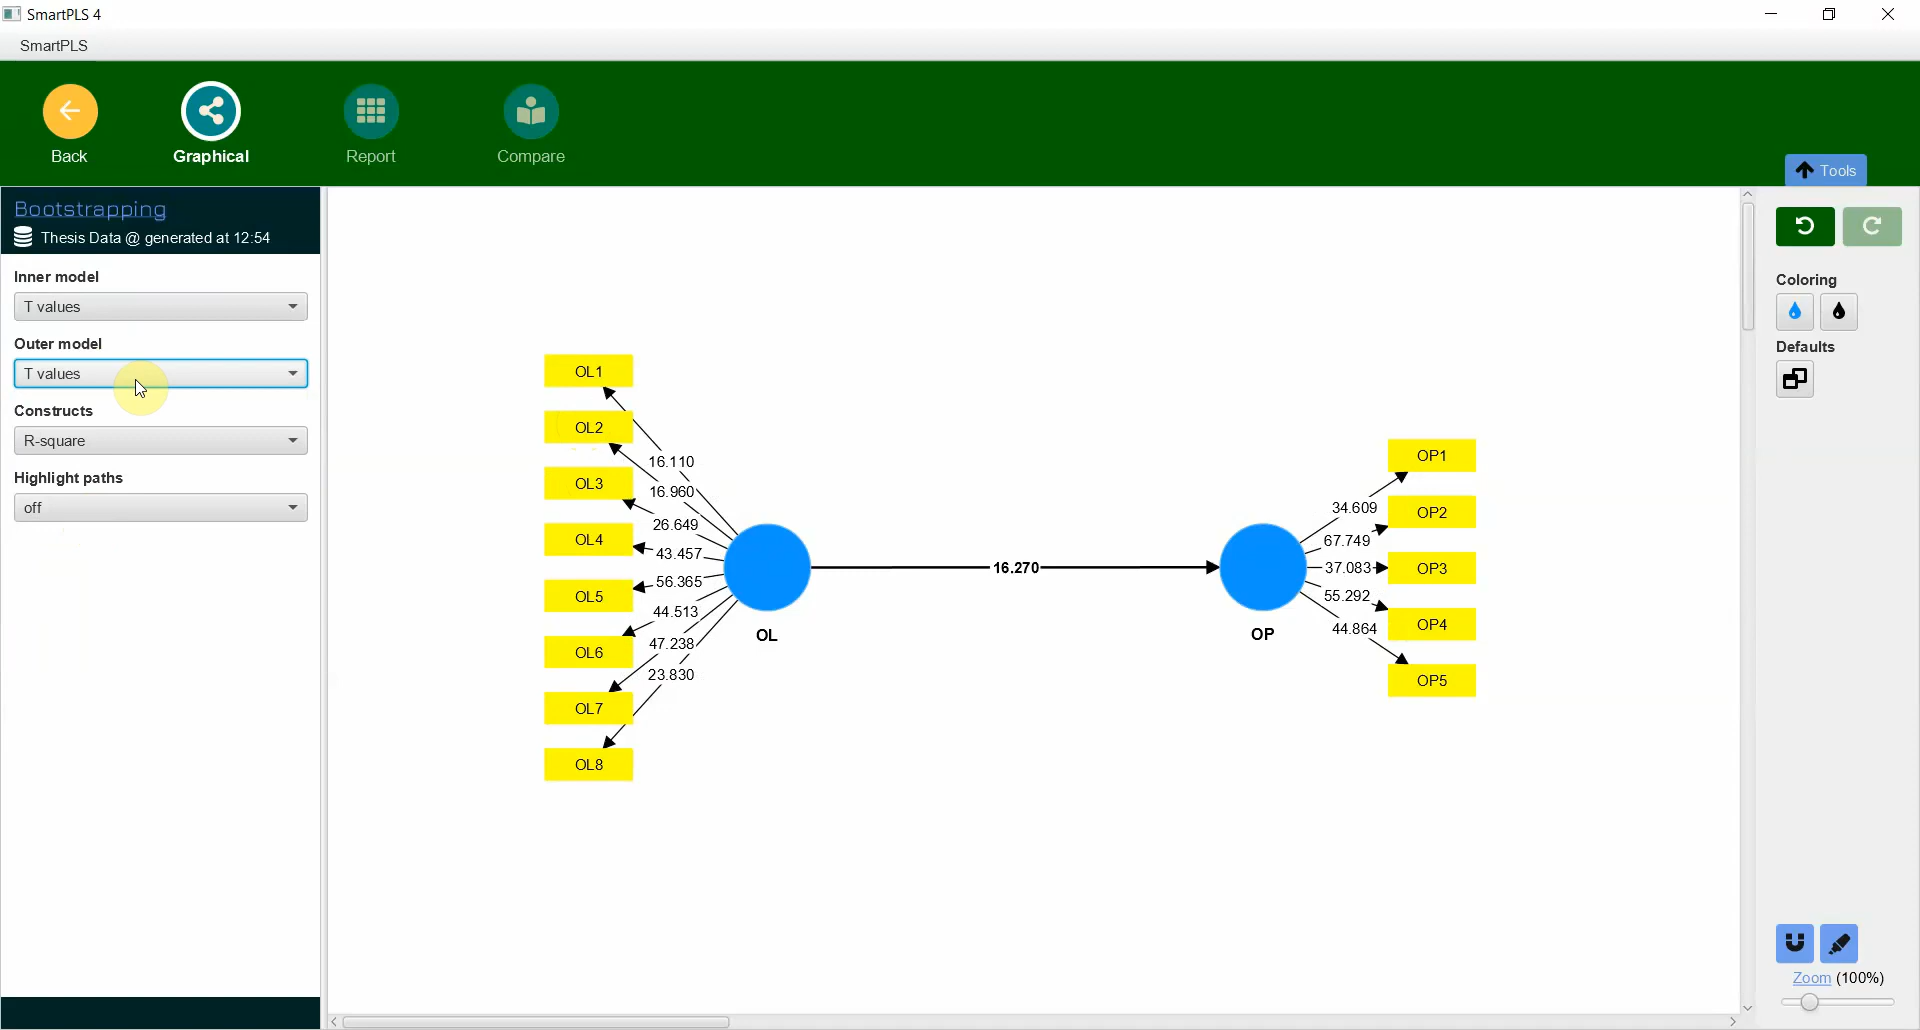 SmartPLS 4
SmartPLS
Back
Graphical
Report
Compare
Tools
Bootstrapping
Thesis Data @ generated at 12:54
Inner model
T values
Outer model
T values
Constructs
R-square
Highlight paths
off
OL1
OL2
OL3
OL4
OL5
OL6
OL7
OL8
16.110
16.960
26.649
43.457
56.365
44.513
47.238
23.830
OL
16.270
OP
34.609
67.749
37.083
55.292
44.864
OP1
OP2
OP3
OP4
OP5
Coloring
Defaults
Zoom (100%)